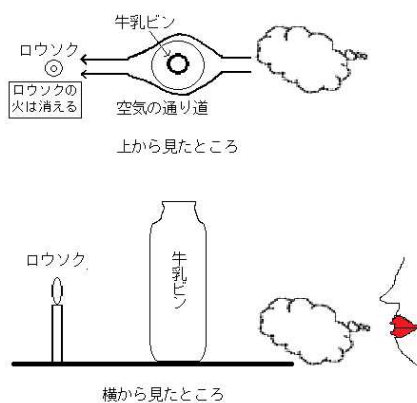 牛乳ビン
ロウソク
ロウソクの
火は消える
空気の通り道
上から見たところ
ロウソク
牛乳ビン
横から見たところ